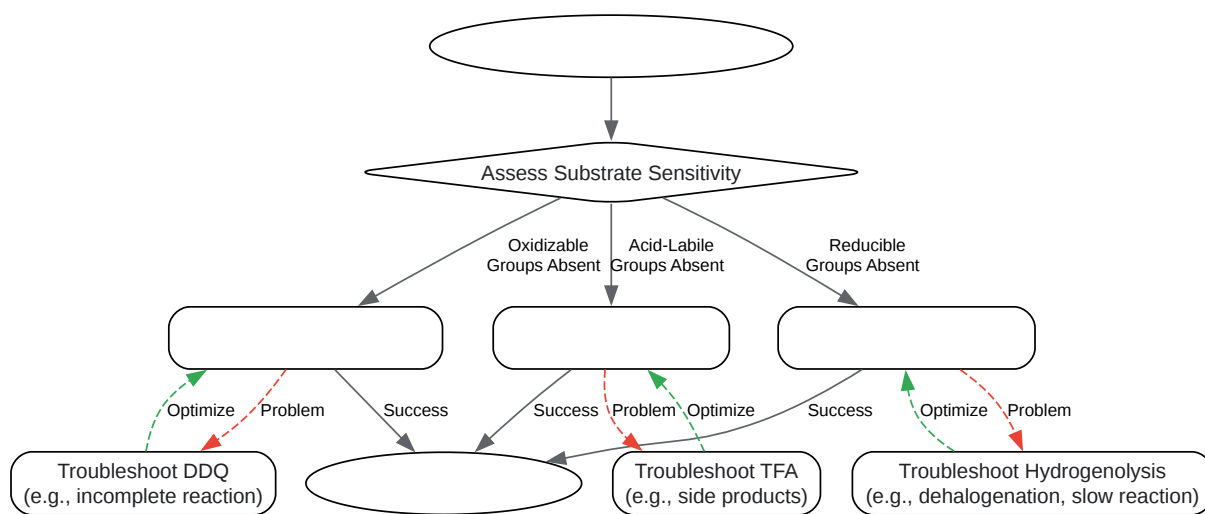 Assess Substrate Sensitivity
Oxidizable
Groups Absent
Acid-Labile
Groups Absent
Reducible
Groups Absent
Optimize
Problem
Success
Success
Problem
Optimize
Success
Optimize
Problem
Troubleshoot DDQ
(e.g., incomplete reaction)
Troubleshoot TFA
(e.g., side products)
Troubleshoot Hydrogenolysis
(e.g., dehalogenation, slow reaction)